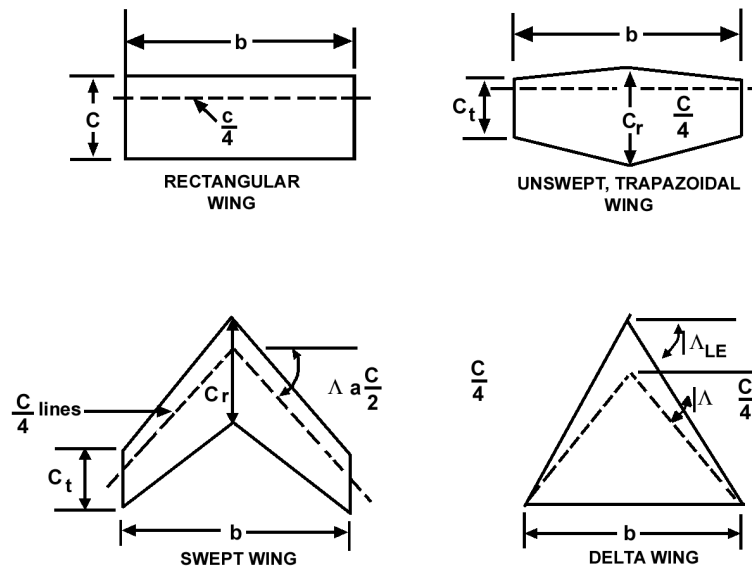 b
C
c/4
RECTANGULAR
WING
b
Ct
Cr
C/4
UNSWEPT, TRAPAZOIDAL
WING
C/4 lines
Cr
Λ a C/2
Ct
b
SWEPT WING
C/4
ΛLE
Λ C/4
b
DELTA WING